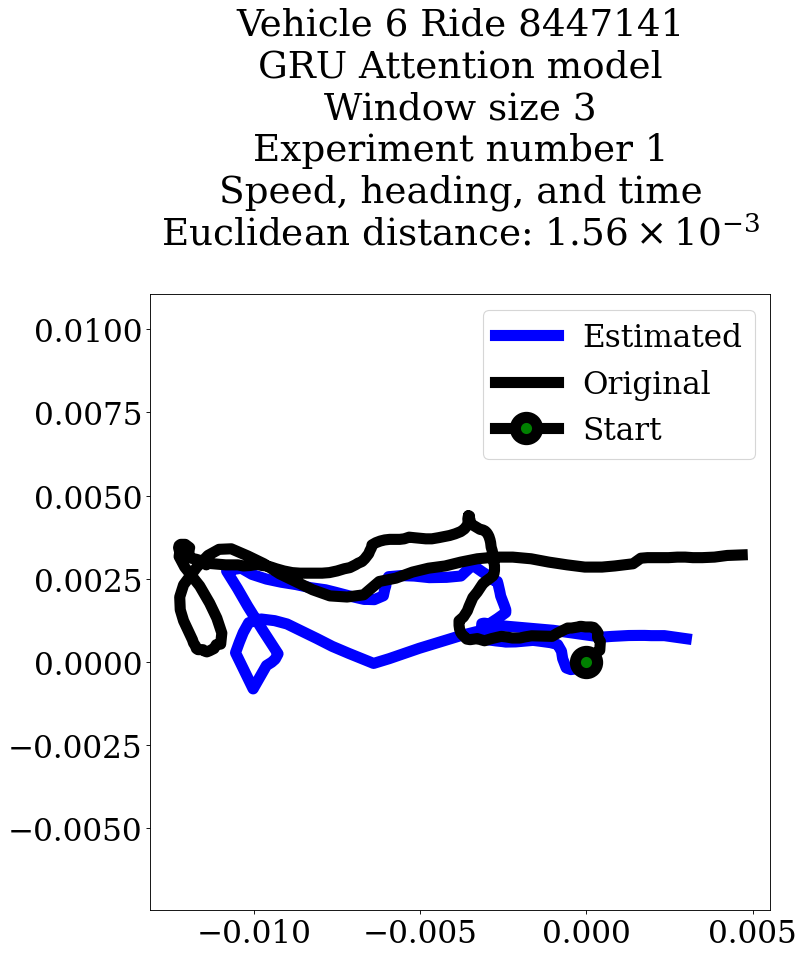 Vehicle 6 Ride 8447141
GRU Attention model
Window size 3
Experiment number 1
Speed, heading, and time
Euclidean distance: 1.56 × 10⁻³
Estimated
Original
Start
0.0100
0.0075
0.0050
0.0025
0.0000
−0.0025
−0.0050
−0.010
−0.005
0.000
0.005